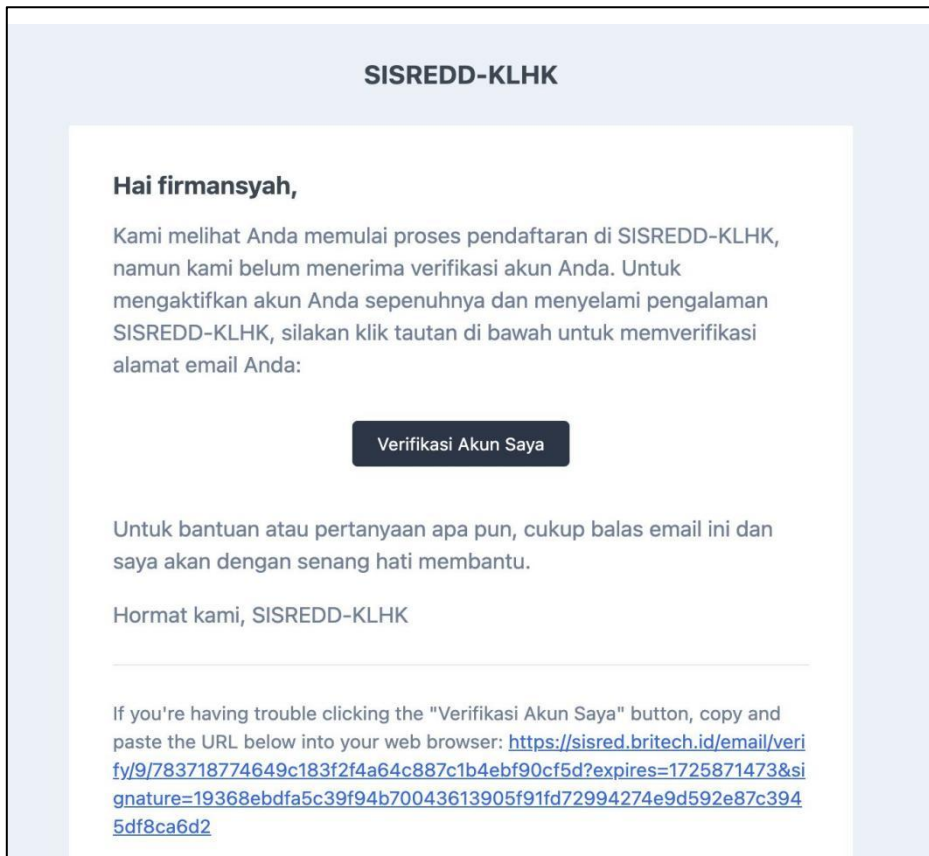 SISREDD-KLHK
Hai firmansyah,
Kami melihat Anda memulai proses pendaftaran di SISREDD-KLHK,
namun kami belum menerima verifikasi akun Anda. Untuk
mengaktifkan akun Anda sepenuhnya dan menyelami pengalaman
SISREDD-KLHK, silakan klik tautan di bawah untuk memverifikasi
alamat email Anda:
Verifikasi Akun Saya
Untuk bantuan atau pertanyaan apa pun, cukup balas email ini dan
saya akan dengan senang hati membantu.
Hormat kami, SISREDD-KLHK
If you're having trouble clicking the "Verifikasi Akun Saya" button, copy and
paste the URL below into your web browser: https://sisred.britech.id/email/veri
fy/9/783718774649c183f2f4a64c887c1b4ebf90cf5d?expires=1725871473&si
gnature=19368ebdfa5c39f94b70043613905f91fd72994274e9d592e87c394
5df8ca6d2